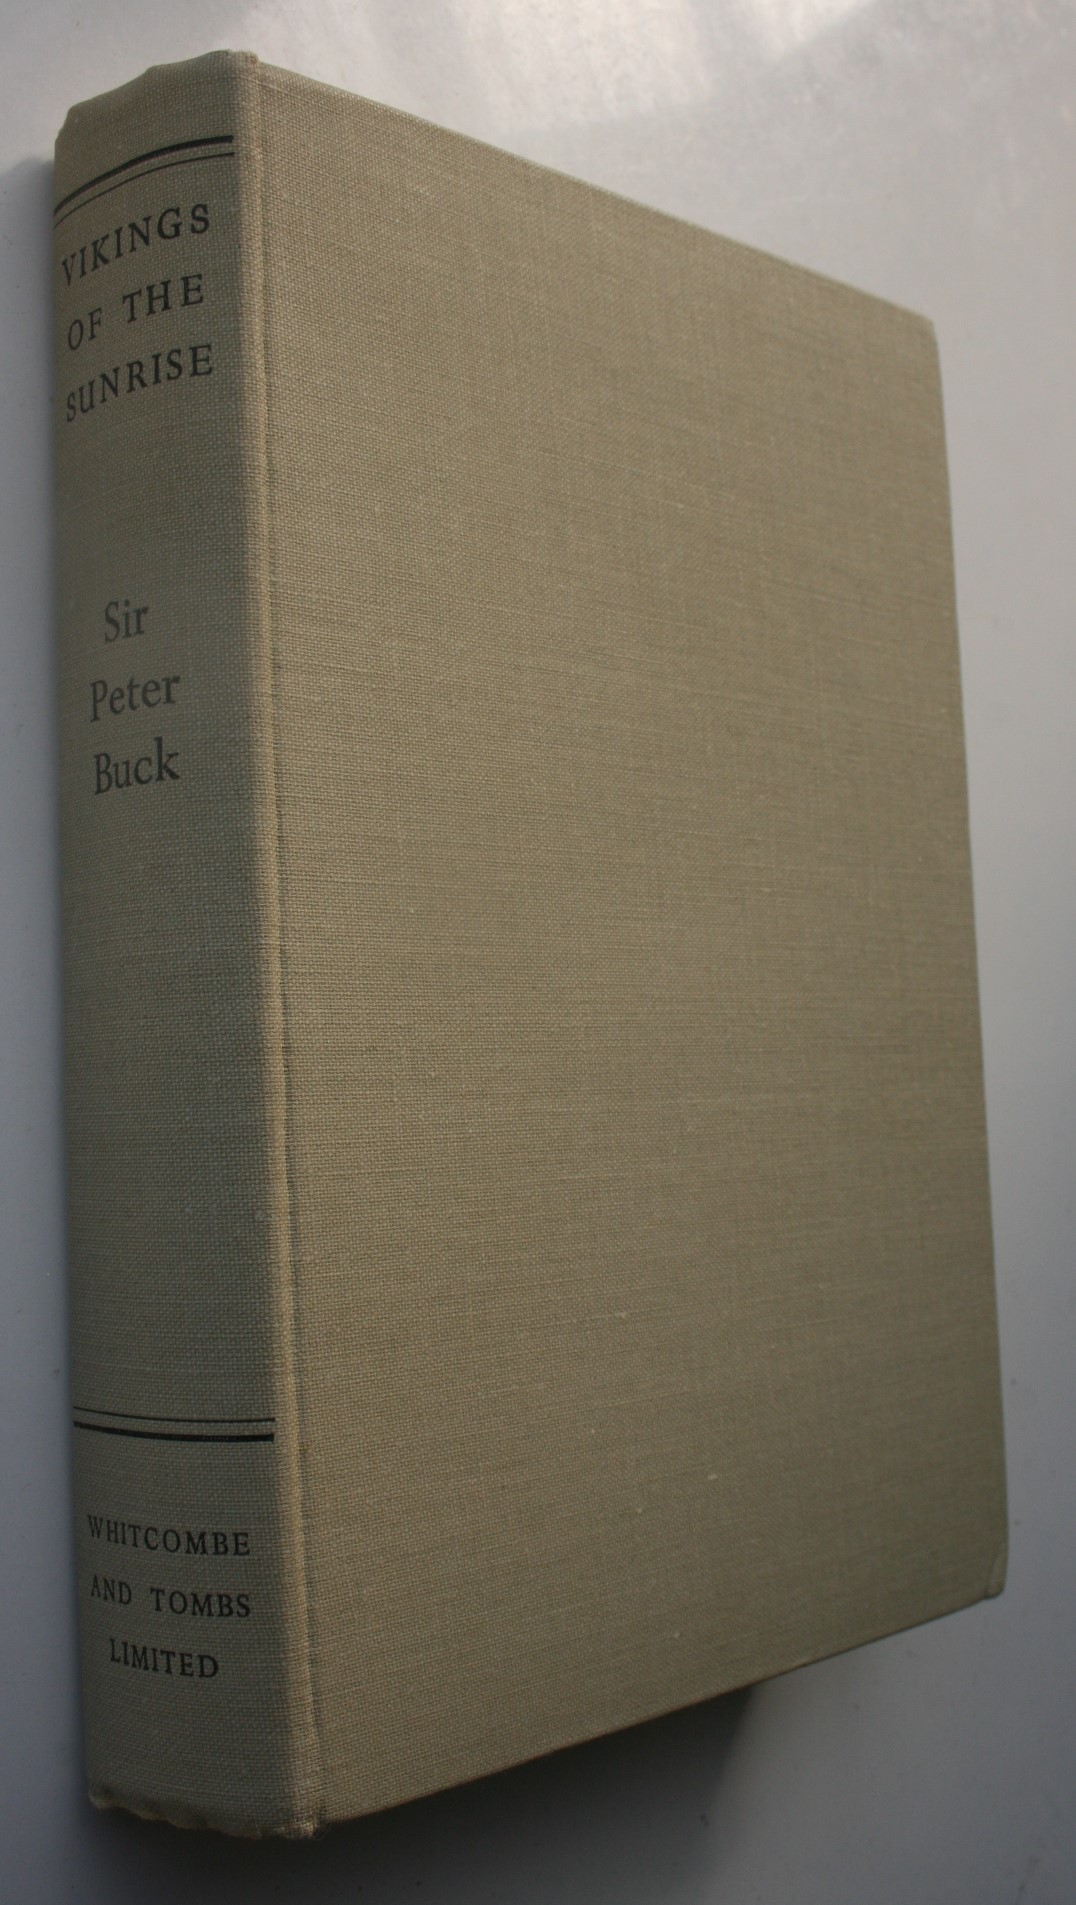 VIKINGS
OF THE
SUNRISE
Sir
Peter
Buck
WHITCOMBE
AND TOMBS
LIMITED